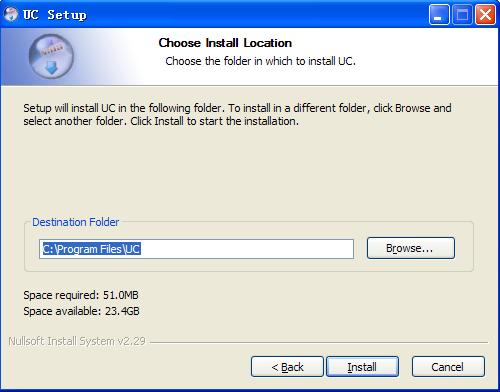 UC Setup
Choose Install Location
Choose the folder in which to install UC.
Setup will install UC in the following folder. To install in a different folder, click Browse and
select another folder. Click Install to start the installation.
Destination Folder
C:\Program Files\UC
Browse...
Space required: 51.0MB
Space available: 23.4GB
Nullsoft Install System v2.29
< Back
Install
Cancel